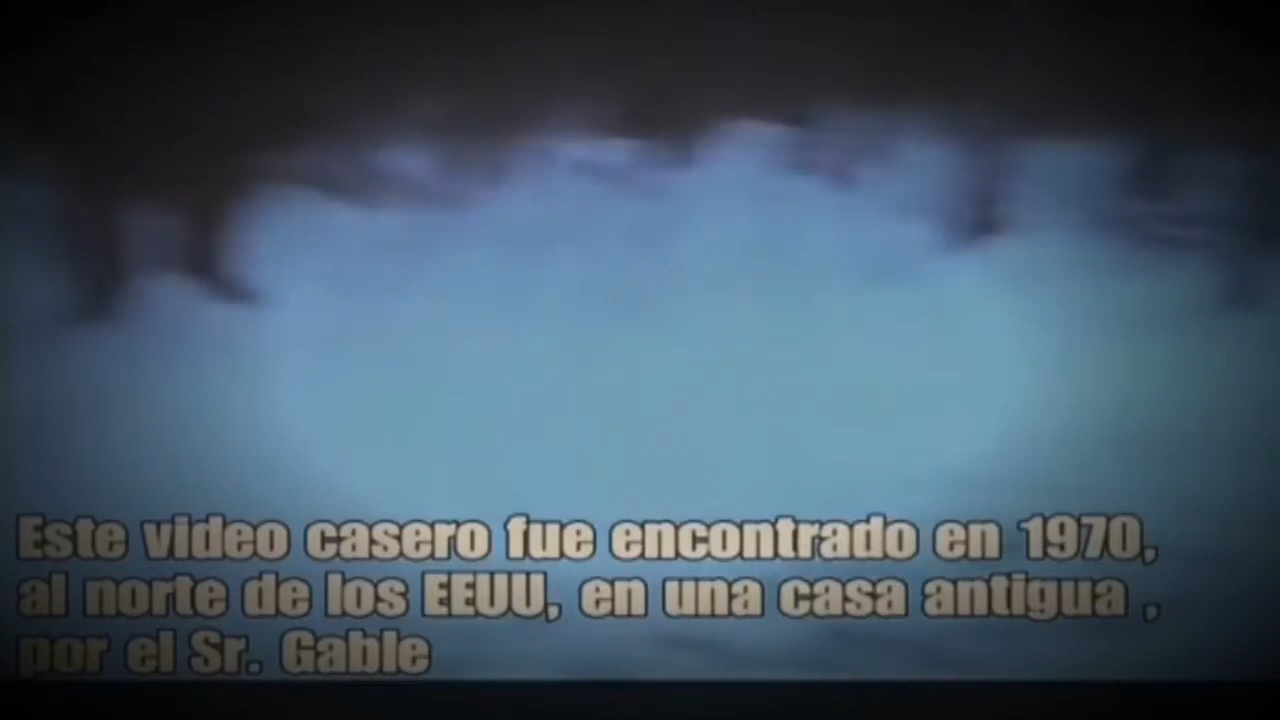 Este video casero fue encontrado en 1970,
al norte de los EEUU, en una casa antigua ,
por el Sr. Gable